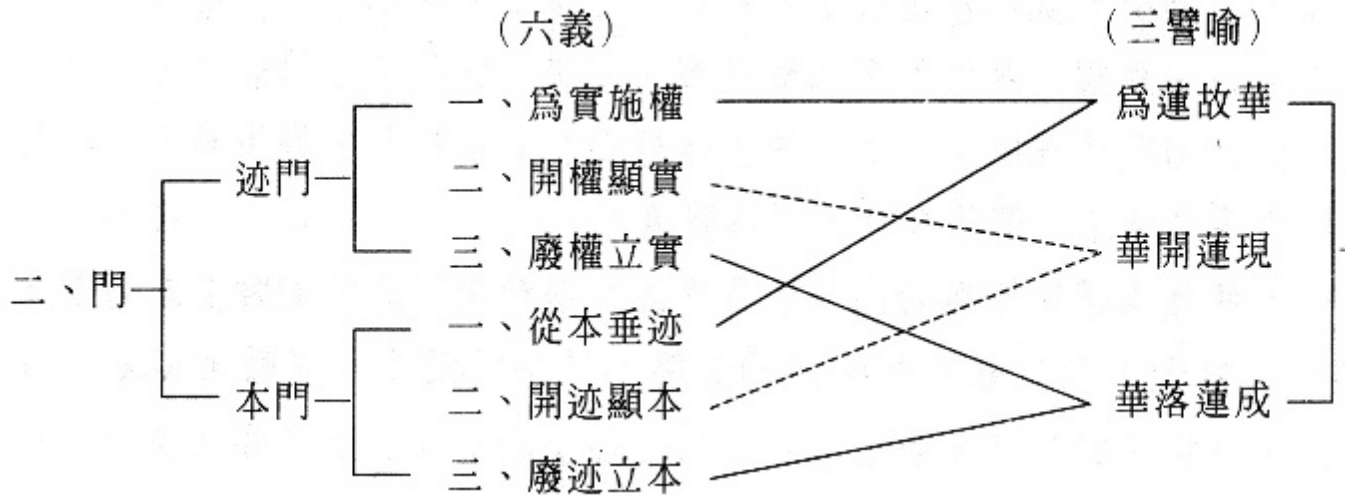 （六義）
（三譬喻）
一、爲實施權
爲蓮故華
迹門
二、開權顯實
三、廢權立實
華開蓮現
二、門
一、從本垂迹
本門
二、開迹顯本
華落蓮成
三、廢迹立本